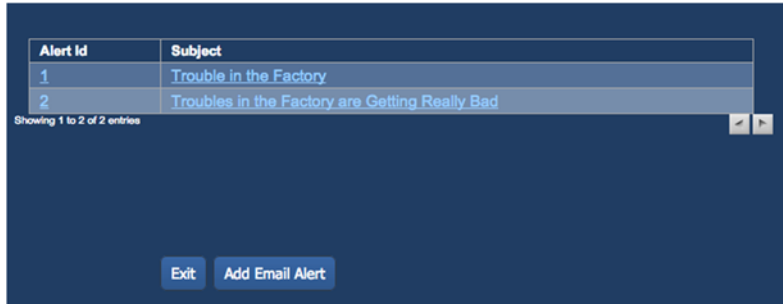 Alert Id Subject
1 Trouble in the Factory
2 Troubles in the Factory are Getting Really Bad
Showing 1 to 2 of 2 entries
Exit Add Email Alert